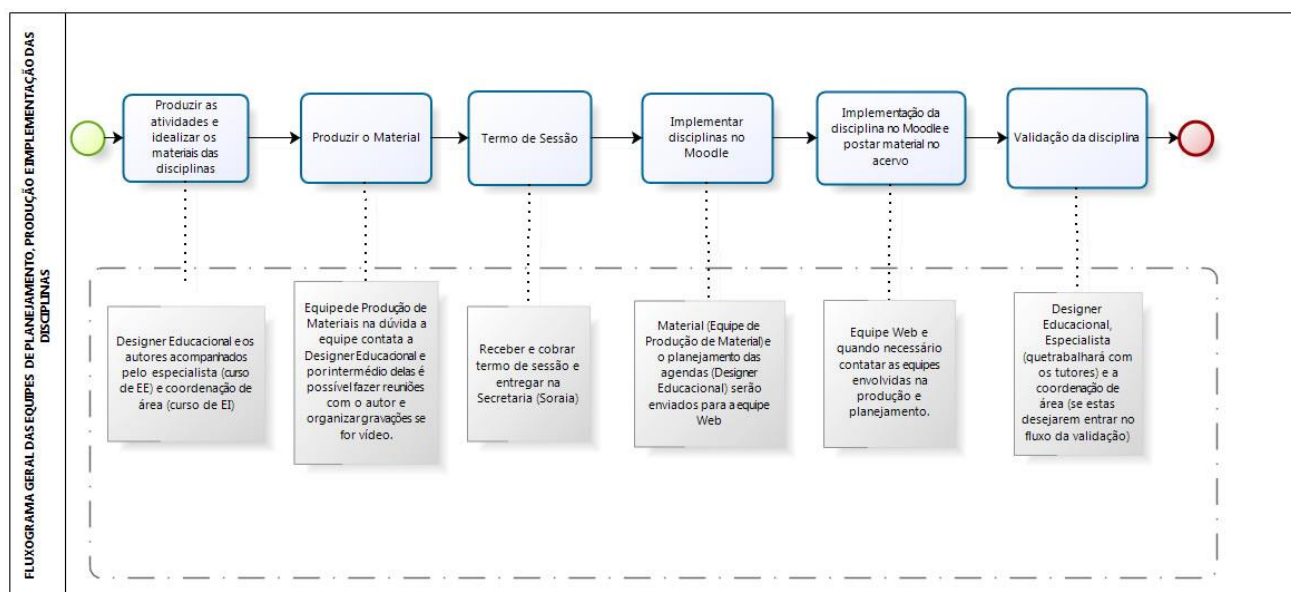 FLUXOGRAMA GERAL DAS EQUIPES DE PLANEJAMENTO, PRODUÇÃO E IMPLEMENTAÇÃO DAS
DISCIPLINAS
Produzir as
atividades e
idealizar os
materiais das
disciplinas
Produzir o Material
Termo de Sessão
Implementar
disciplinas no
Moodle
Implementação da
disciplina no Moodle e
postar material no
acervo
Validação da disciplina
Designer Educacional e os
autores acompanhados
pelo especialista (curso
de EE) e coordenação de
área (curso de EI)
Equipe de Produção de
Materiais na dúvida a
equipe contata a
Designer Educacional e
por intermédio delas é
possível fazer reuniões
com o autor e
organizar gravações se
for vídeo.
Receber e cobrar
termo de sessão e
entregar na
Secretaria (Soraia)
Material (Equipe de
Produção de Material) e
o planejamento das
agendas (Designer
Educacional) serão
enviados para a equipe
Web
Equipe Web e
quando necessário
contatar as equipes
envolvidas na
produção e
planejamento.
Designer
Educacional,
Especialista
(quetrabalhará com
os tutores) e a
coordenação de
área (se estas
desejarem entrar no
fluxo da validação)